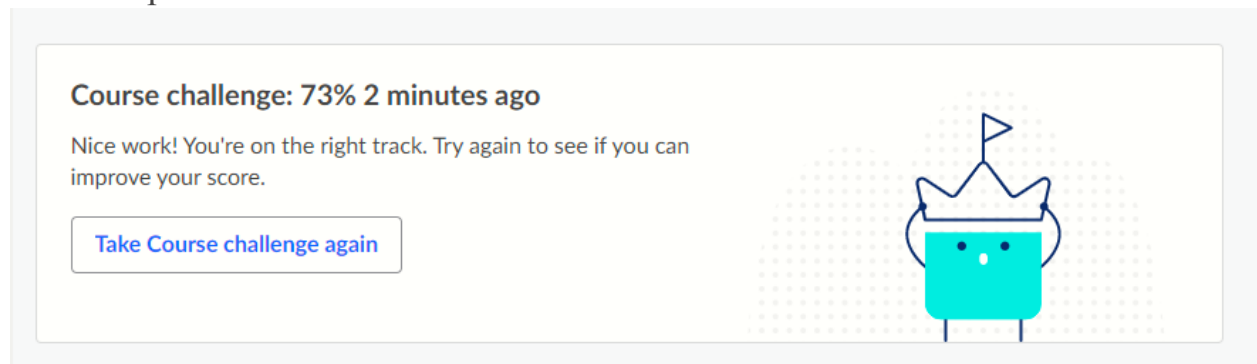 Course challenge: 73% 2 minutes ago
Nice work! You're on the right track. Try again to see if you can
improve your score.
Take Course challenge again